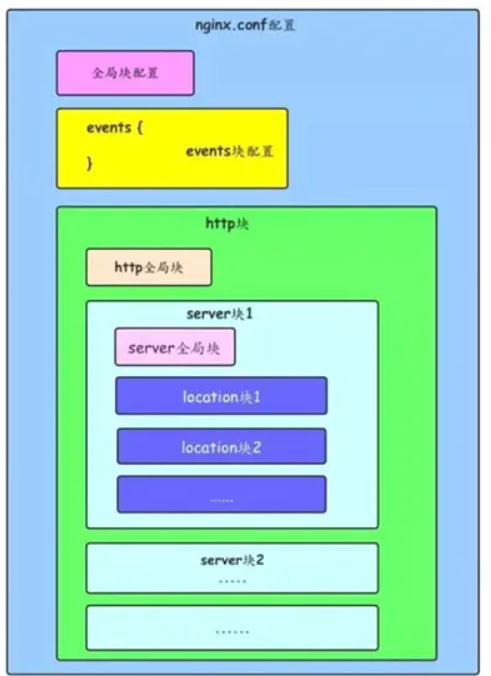 nginx.conf配置
全局块配置
events {
events块配置
}
http块
http全局块
server块1
server全局块
location块1
location块2
......
server块2
.....
......